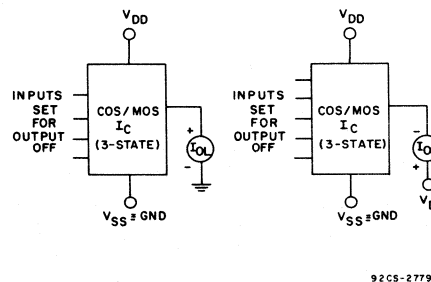 VDD
INPUTS
SET
FOR
OUTPUT
OFF
COS/MOS
IC
(3-STATE)
+
IOL
-
VSS ≡ GND
VDD
INPUTS
SET
FOR
OUTPUT
OFF
COS/MOS
IC
(3-STATE)
-
+
VSS ≡ GND
92CS-2779